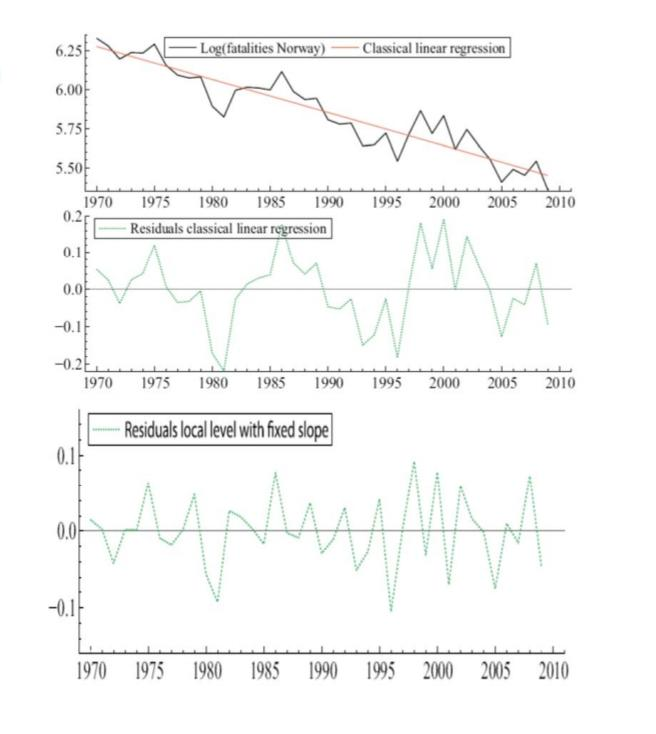 Log(fatalities Norway) Classical linear regression
6.25
6.00
5.75
5.50
1970 1975 1980 1985 1990 1995 2000 2005 2010
0.2
Residuals classical linear regression
0.1
0.0
−0.1
−0.2
1970 1975 1980 1985 1990 1995 2000 2005 2010
Residuals local level with fixed slope
0.1
0.0
−0.1
1970 1975 1980 1985 1990 1995 2000 2005 2010